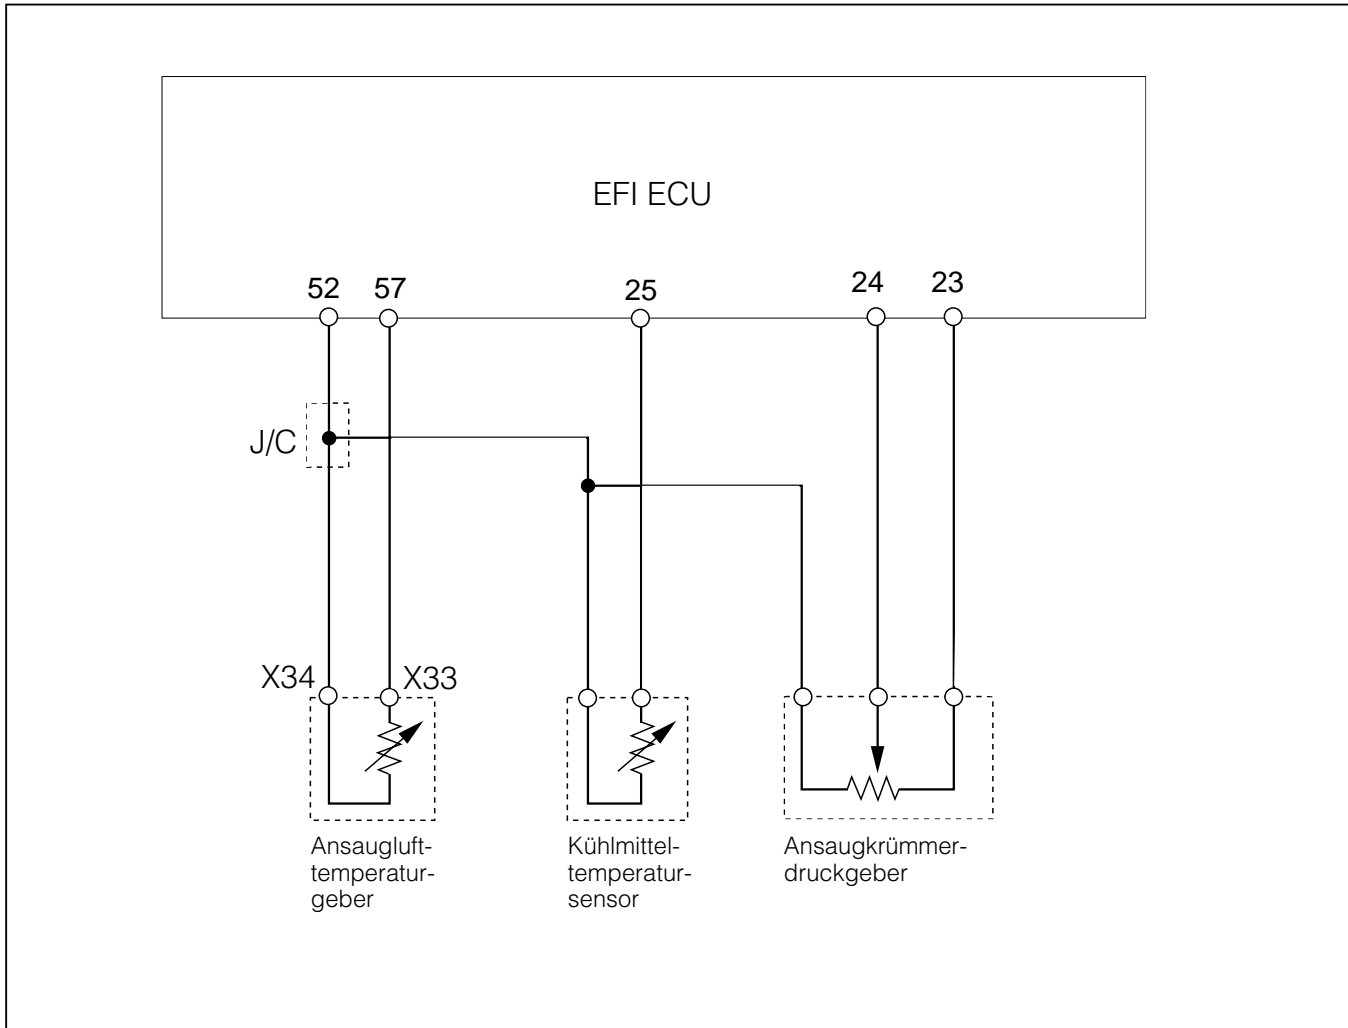 EFI ECU
52 57 25 24 23
J/C
X34 X33
Ansaugluft-
temperatur-
geber
Kühlmittel-
temperatur-
sensor
Ansaugkrümmer-
druckgeber